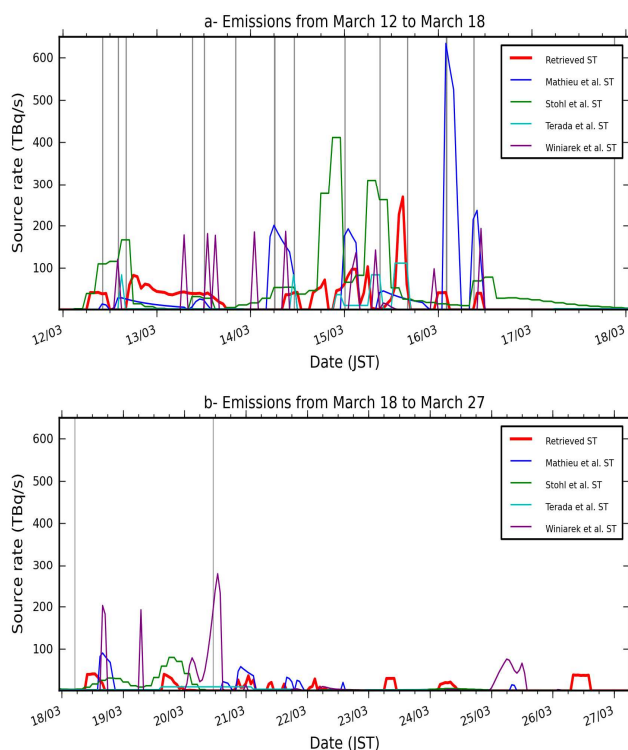 a- Emissions from March 12 to March 18
Source rate (TBq/s)
600
500
400
300
200
100
Retrieved ST
Mathieu et al. ST
Stohl et al. ST
Terada et al. ST
Winiarek et al. ST
12/03 13/03 14/03 15/03 16/03 17/03 18/03
Date (JST)
b- Emissions from March 18 to March 27
Source rate (TBq/s)
600
500
400
300
200
100
Retrieved ST
Mathieu et al. ST
Stohl et al. ST
Terada et al. ST
Winiarek et al. ST
18/03 19/03 20/03 21/03 22/03 23/03 24/03 25/03 26/03 27/03
Date (JST)